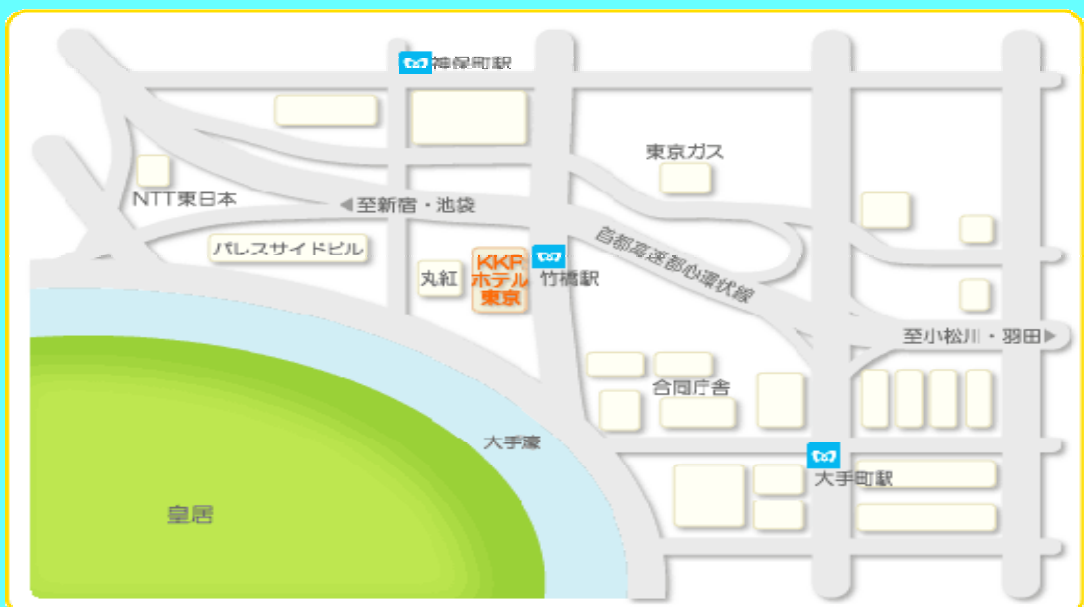 神保町駅
東京ガス
NTT東日本
◀至新宿・池袋
首都高速都心環状線
パレスサイドビル
丸紅
KKR
ホテル
東京
竹橋駅
至小松川・羽田▶
合同庁舎
大手濠
大手町駅
皇居